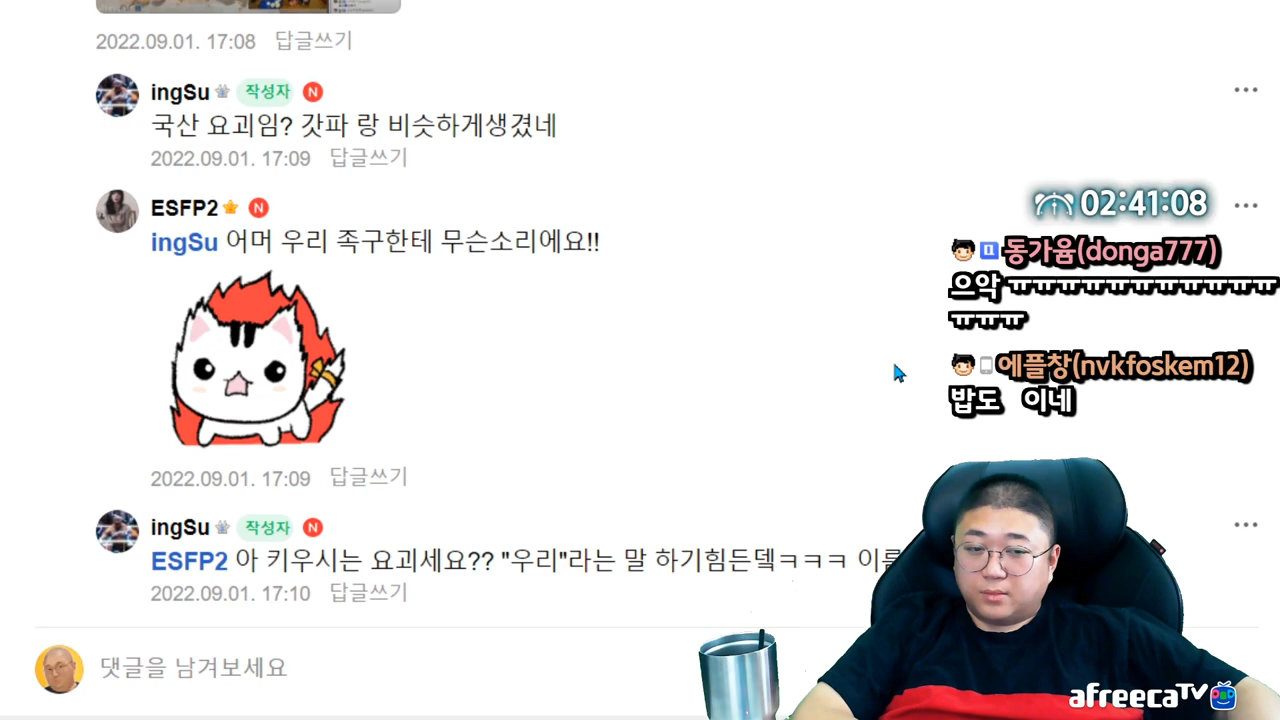 2022.09.01. 17:08 답글쓰기
ingSu 작성자 N
국산 요괴임? 갓파 랑 비슷하게생겼네
2022.09.01. 17:09 답글쓰기
ESFP2 N
ingSu 어머 우리 족구한테 무슨소리에요!!
2022.09.01. 17:09 답글쓰기
ingSu 작성자 N
ESFP2 아 키우시는 요괴세요?? "우리"라는 말 하기힘든뎈ㅋㅋㅋ 이름
2022.09.01. 17:10 답글쓰기
댓글을 남겨보세요
02:41:08
동가윰(donga777)
으악 ㅠㅠㅠㅠㅠㅠㅠㅠㅠㅠㅠ
ㅠㅠㅠ
에플창(nvkfoskem12)
밥도 이네
afreecaTV